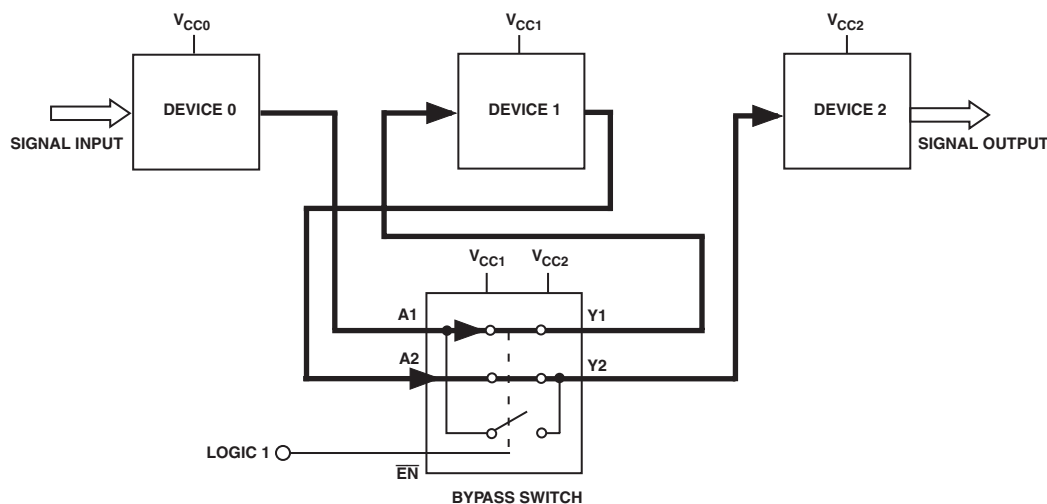 VCC0
VCC1
VCC2
DEVICE 0
DEVICE 1
DEVICE 2
SIGNAL INPUT
SIGNAL OUTPUT
VCC1
VCC2
A1
Y1
A2
Y2
LOGIC 1
E̅N̅
BYPASS SWITCH